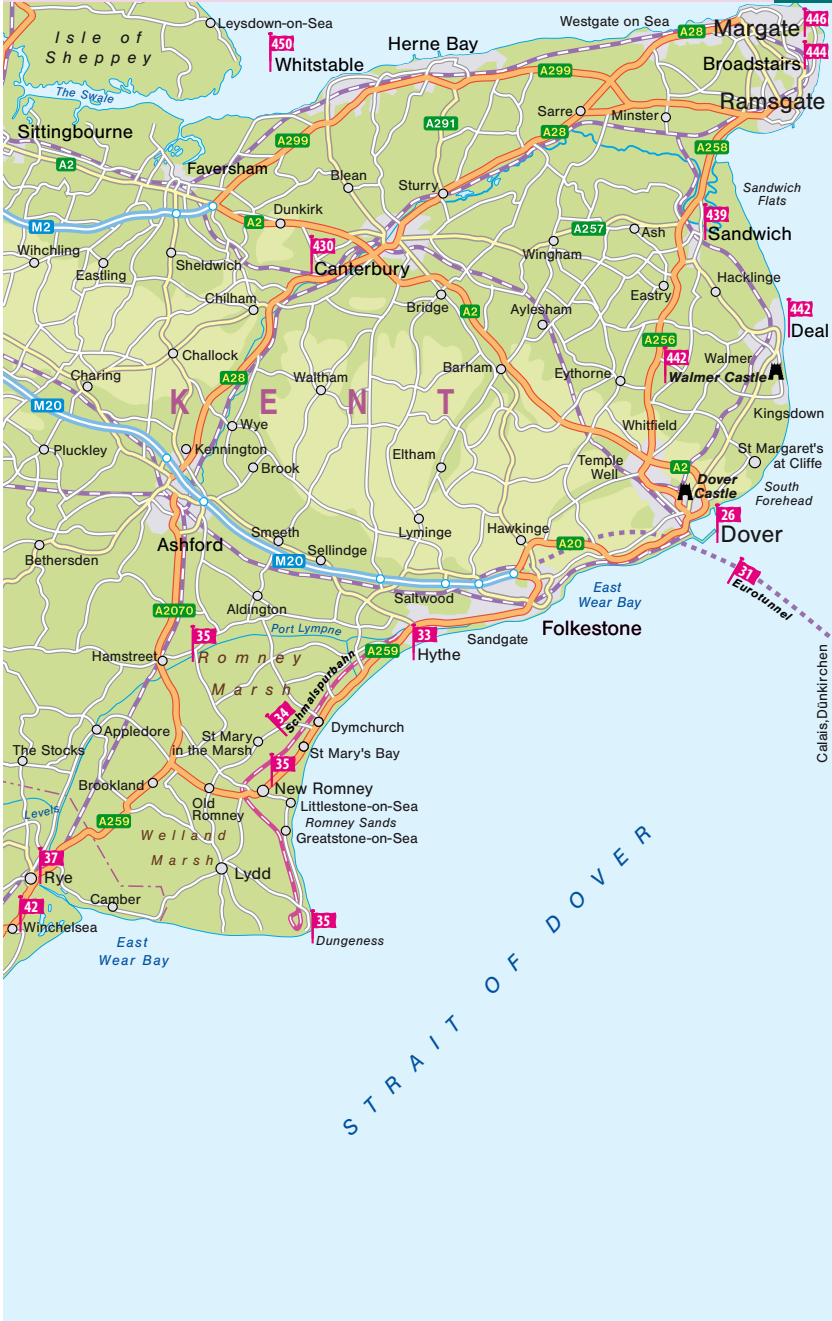 Leysdown-on-Sea
Isle of
Sheppey
450
Whitstable
Herne Bay
Westgate on Sea
A28
Margate
446
444
Broadstairs
A299
Ramsgate
The Swale
Sittingbourne
A299
A291
Sarre
Minster
A28
A258
A2
Faversham
Blean
Sturry
Sandwich
Flats
M2
A2
Dunkirk
A257
Ash
439
Sandwich
Wihchling
Eastling
Sheldwich
430
Canterbury
Wingham
Hacklinge
Chilham
Bridge
A2
Aylesham
Eastry
442
Deal
A256
Challock
442
Walmer
Walmer Castle
Charing
A28
Waltham
Barham
Eythorne
M20
KENT
Kingsdown
Wye
Whitfield
Pluckley
Kennington
Brook
Eltham
Temple
Well
A2
St Margaret's
at Cliffe
Dover
Castle
South
Forehead
26
Dover
Ashford
Smeeth
Lyminge
Hawkinge
A20
Bethersden
M20
Sellindge
31
Eurotunnel
A2070
Aldington
Saltwood
East
Wear Bay
35
Port Lympne
33
Hythe
Sandgate
Folkestone
Hamstreet
Romney
Marsh
A259
Schmalspurbahn
34
Calais,Dünkirchen
Appledore
St Mary
in the Marsh
Dymchurch
The Stocks
St Mary's Bay
35
Brookland
New Romney
Old
Romney
Littlestone-on-Sea
Levels
A259
Romney Sands
Welland
Marsh
Greatstone-on-Sea
37
Rye
Lydd
42
Camber
Winchelsea
35
Dungeness
East
Wear Bay
STRAIT OF DOVER